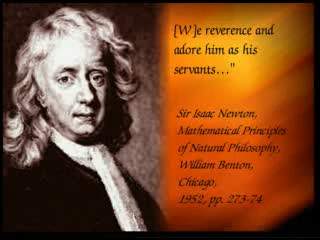 [W]e reverence and
adore him as his
servants..."
Sir Isaac Newton,
Mathematical Principles
of Natural Philosophy,
William Benton,
Chicago,
1952, pp. 273-74